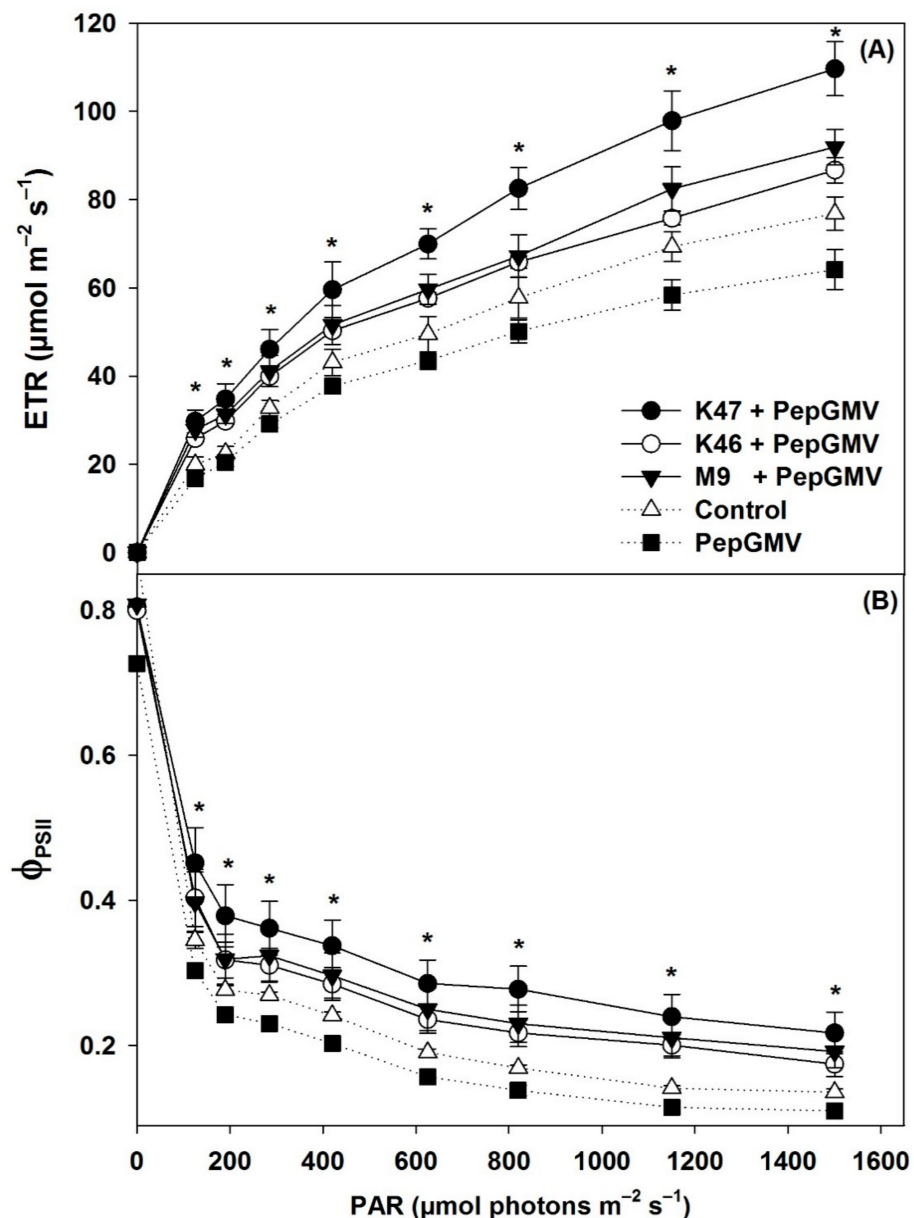 (A)
ETR (µmol m−2 s−1)
120
100
80
60
40
20
0
* * * * * * * *
K47 + PepGMV
K46 + PepGMV
M9 + PepGMV
Control
PepGMV
(B)
ϕPSII
0.8
0.6
0.4
0.2
* * * * * * * *
0 200 400 600 800 1000 1200 1400 1600
PAR (µmol photons m−2 s−1)